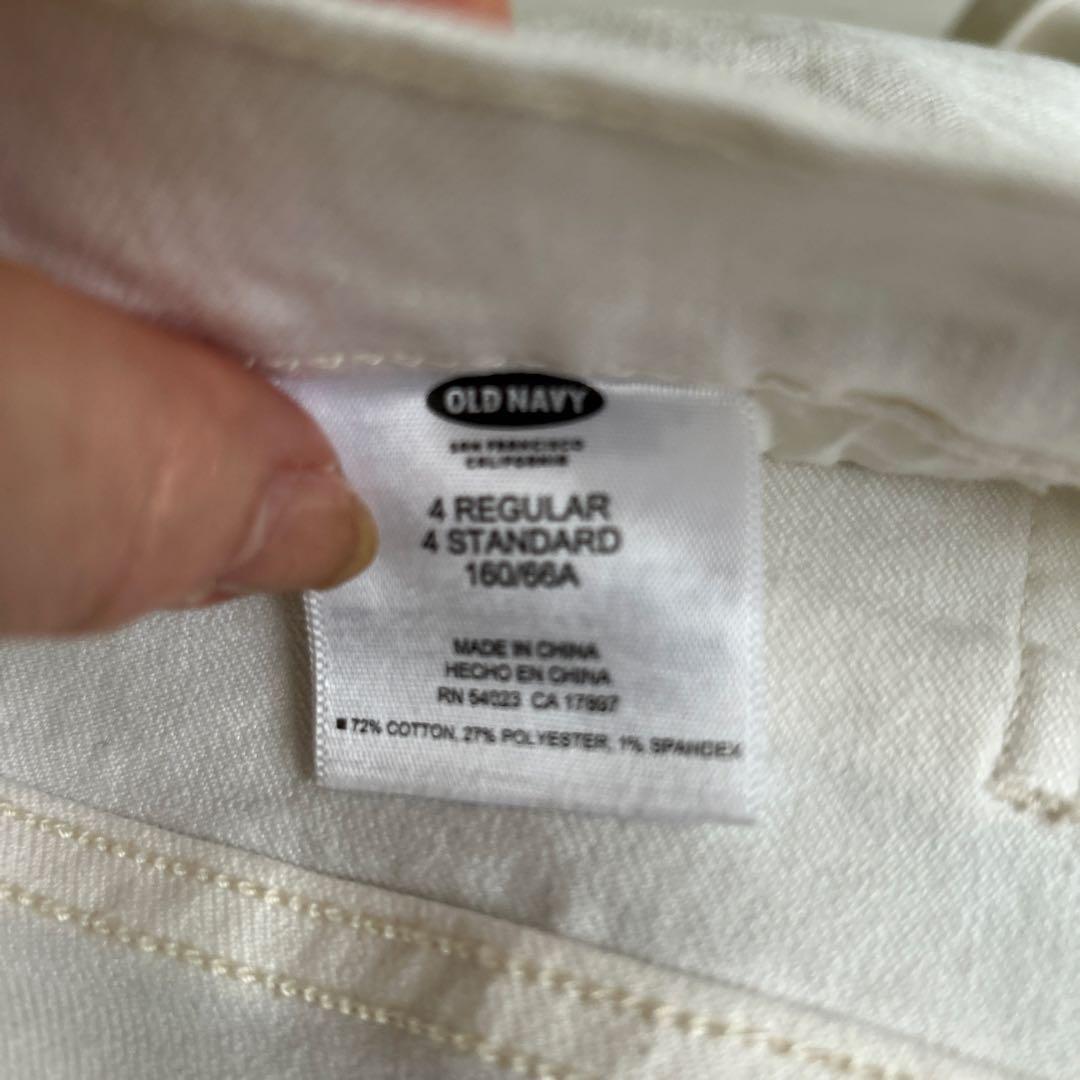 OLD NAVY
SAN FRANCISCO
CALIFORNIA
4 REGULAR
4 STANDARD
160/66A
MADE IN CHINA
HECHO EN CHINA
RN 54023 CA 17897
72% COTTON, 27% POLYESTER, 1% SPANDEX